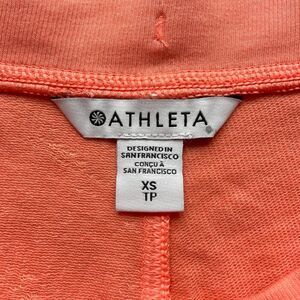 ATHLETA
DESIGNED IN
SAN FRANCISCO
CONÇU À
SAN FRANCISCO
XS
TP